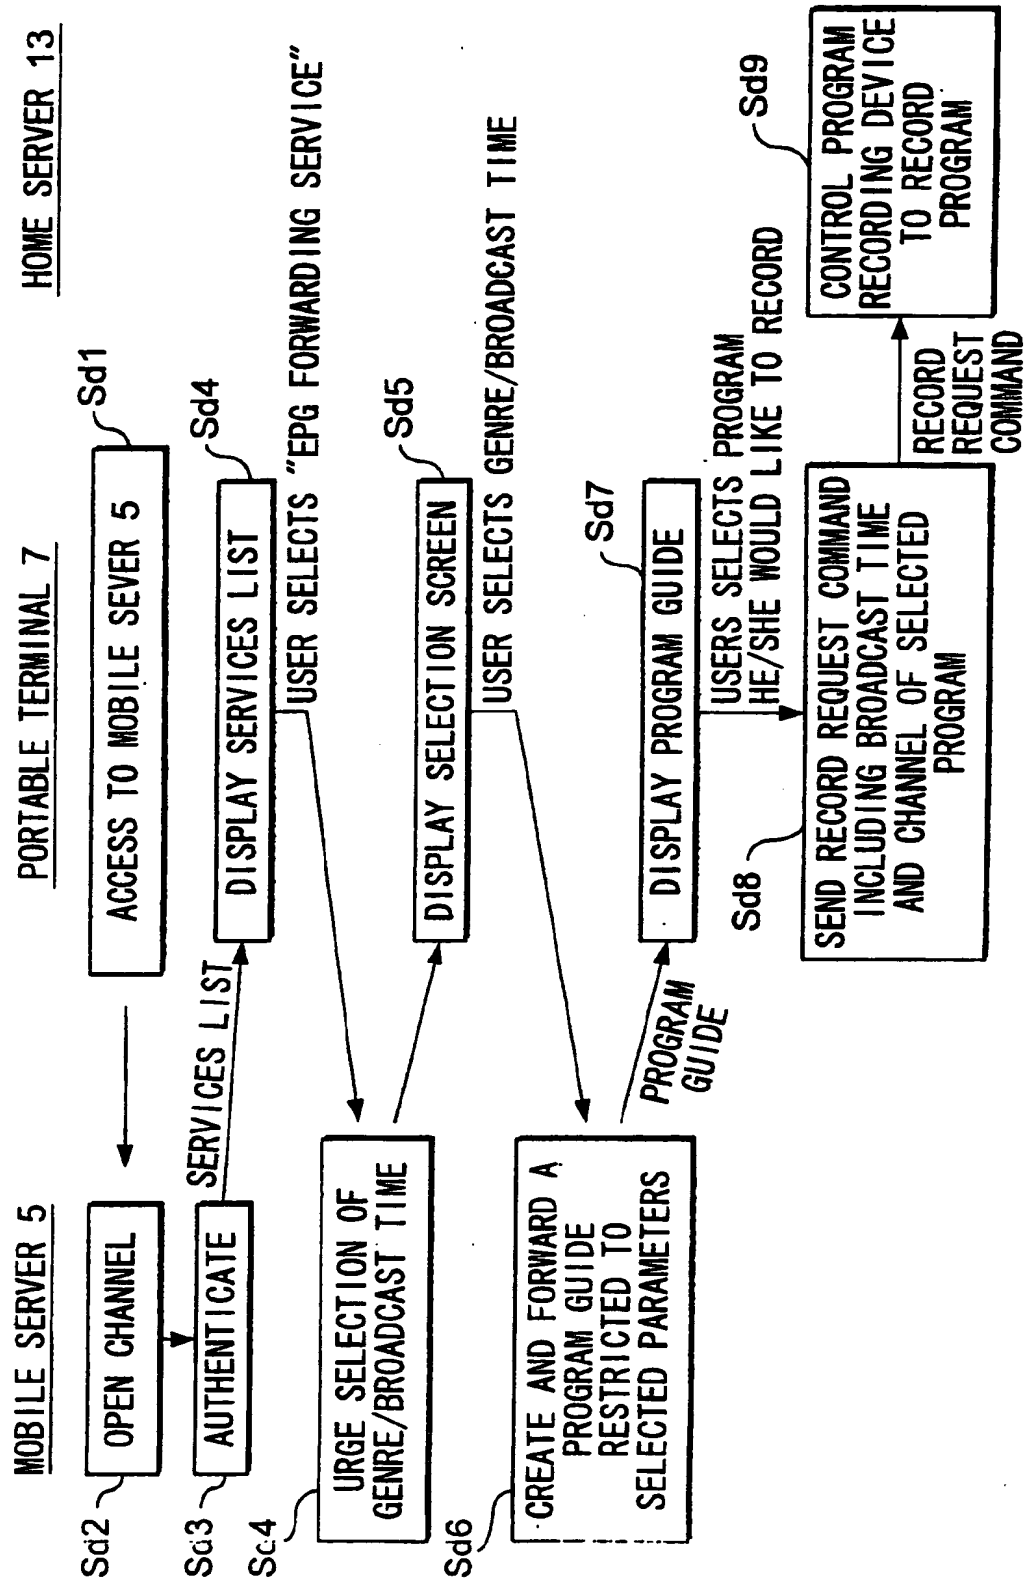 MOBILE SERVER 5
PORTABLE TERMINAL 7
HOME SERVER 13
ACCESS TO MOBILE SEVER 5
Sd1
Sd2
OPEN CHANNEL
Sd3
AUTHENTICATE
SERVICES LIST
DISPLAY SERVICES LIST
Sd4
USER SELECTS "EPG FORWARDING SERVICE"
Sd4
URGE SELECTION OF
GENRE/BROADCAST TIME
DISPLAY SELECTION SCREEN
Sd5
USER SELECTS GENRE/BROADCAST TIME
Sd6
CREATE AND FORWARD A
PROGRAM GUIDE
RESTRICTED TO
SELECTED PARAMETERS
PROGRAM
GUIDE
DISPLAY PROGRAM GUIDE
Sd7
USERS SELECTS PROGRAM
HE/SHE WOULD LIKE TO RECORD
Sd8
SEND RECORD REQUEST COMMAND
INCLUDING BROADCAST TIME
AND CHANNEL OF SELECTED
PROGRAM
RECORD
REQUEST
COMMAND
Sd9
CONTROL PROGRAM
RECORDING DEVICE
TO RECORD
PROGRAM